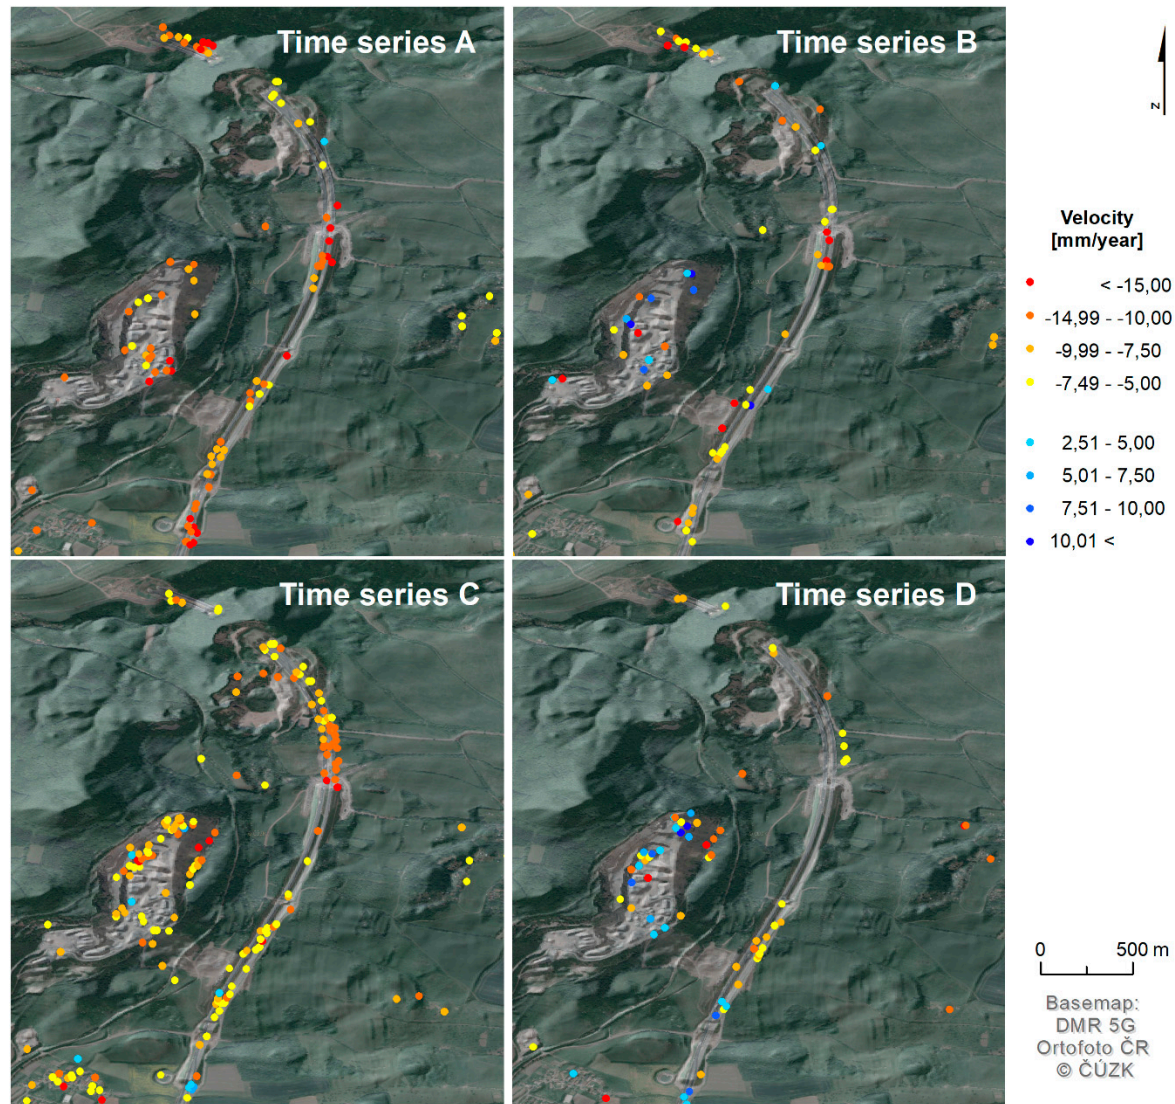 Time series A
Time series B
z
Velocity
[mm/year]
< -15,00
-14,99 - -10,00
-9,99 - -7,50
-7,49 - -5,00
2,51 - 5,00
5,01 - 7,50
7,51 - 10,00
10,01 <
Time series C
Time series D
0 500 m
Basemap:
DMR 5G
Ortofoto ČR
© ČÚZK